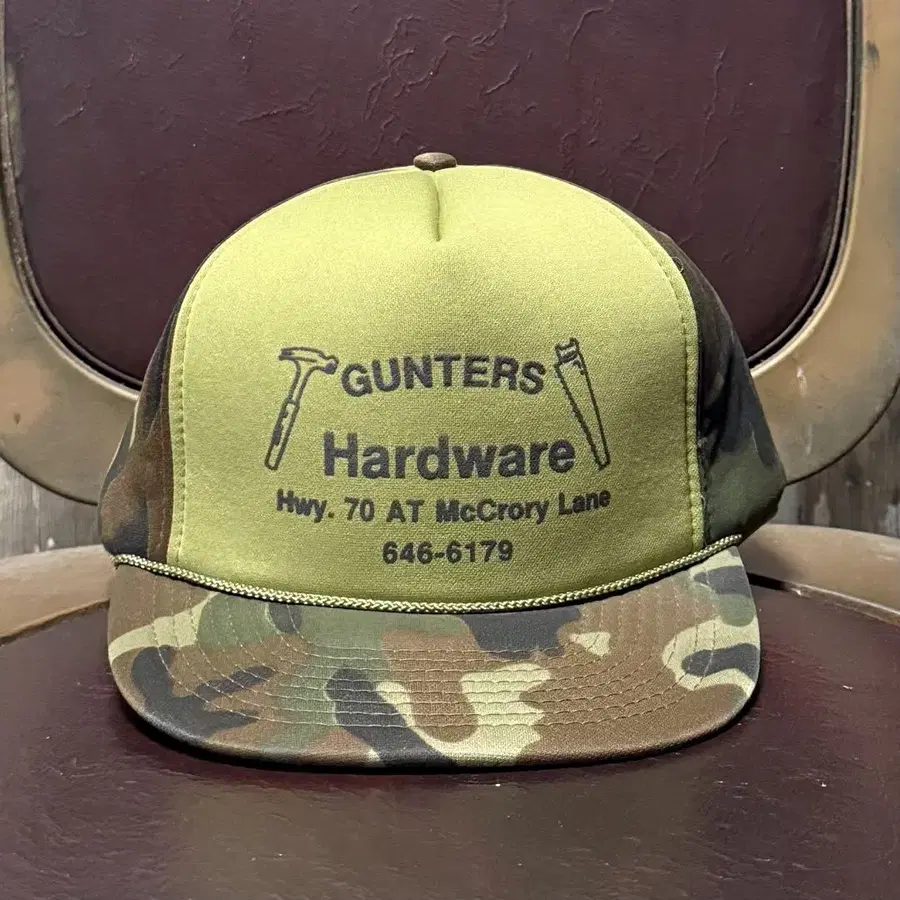 GUNTERS
Hardware
Hwy. 70 AT McCrory Lane
646-6179